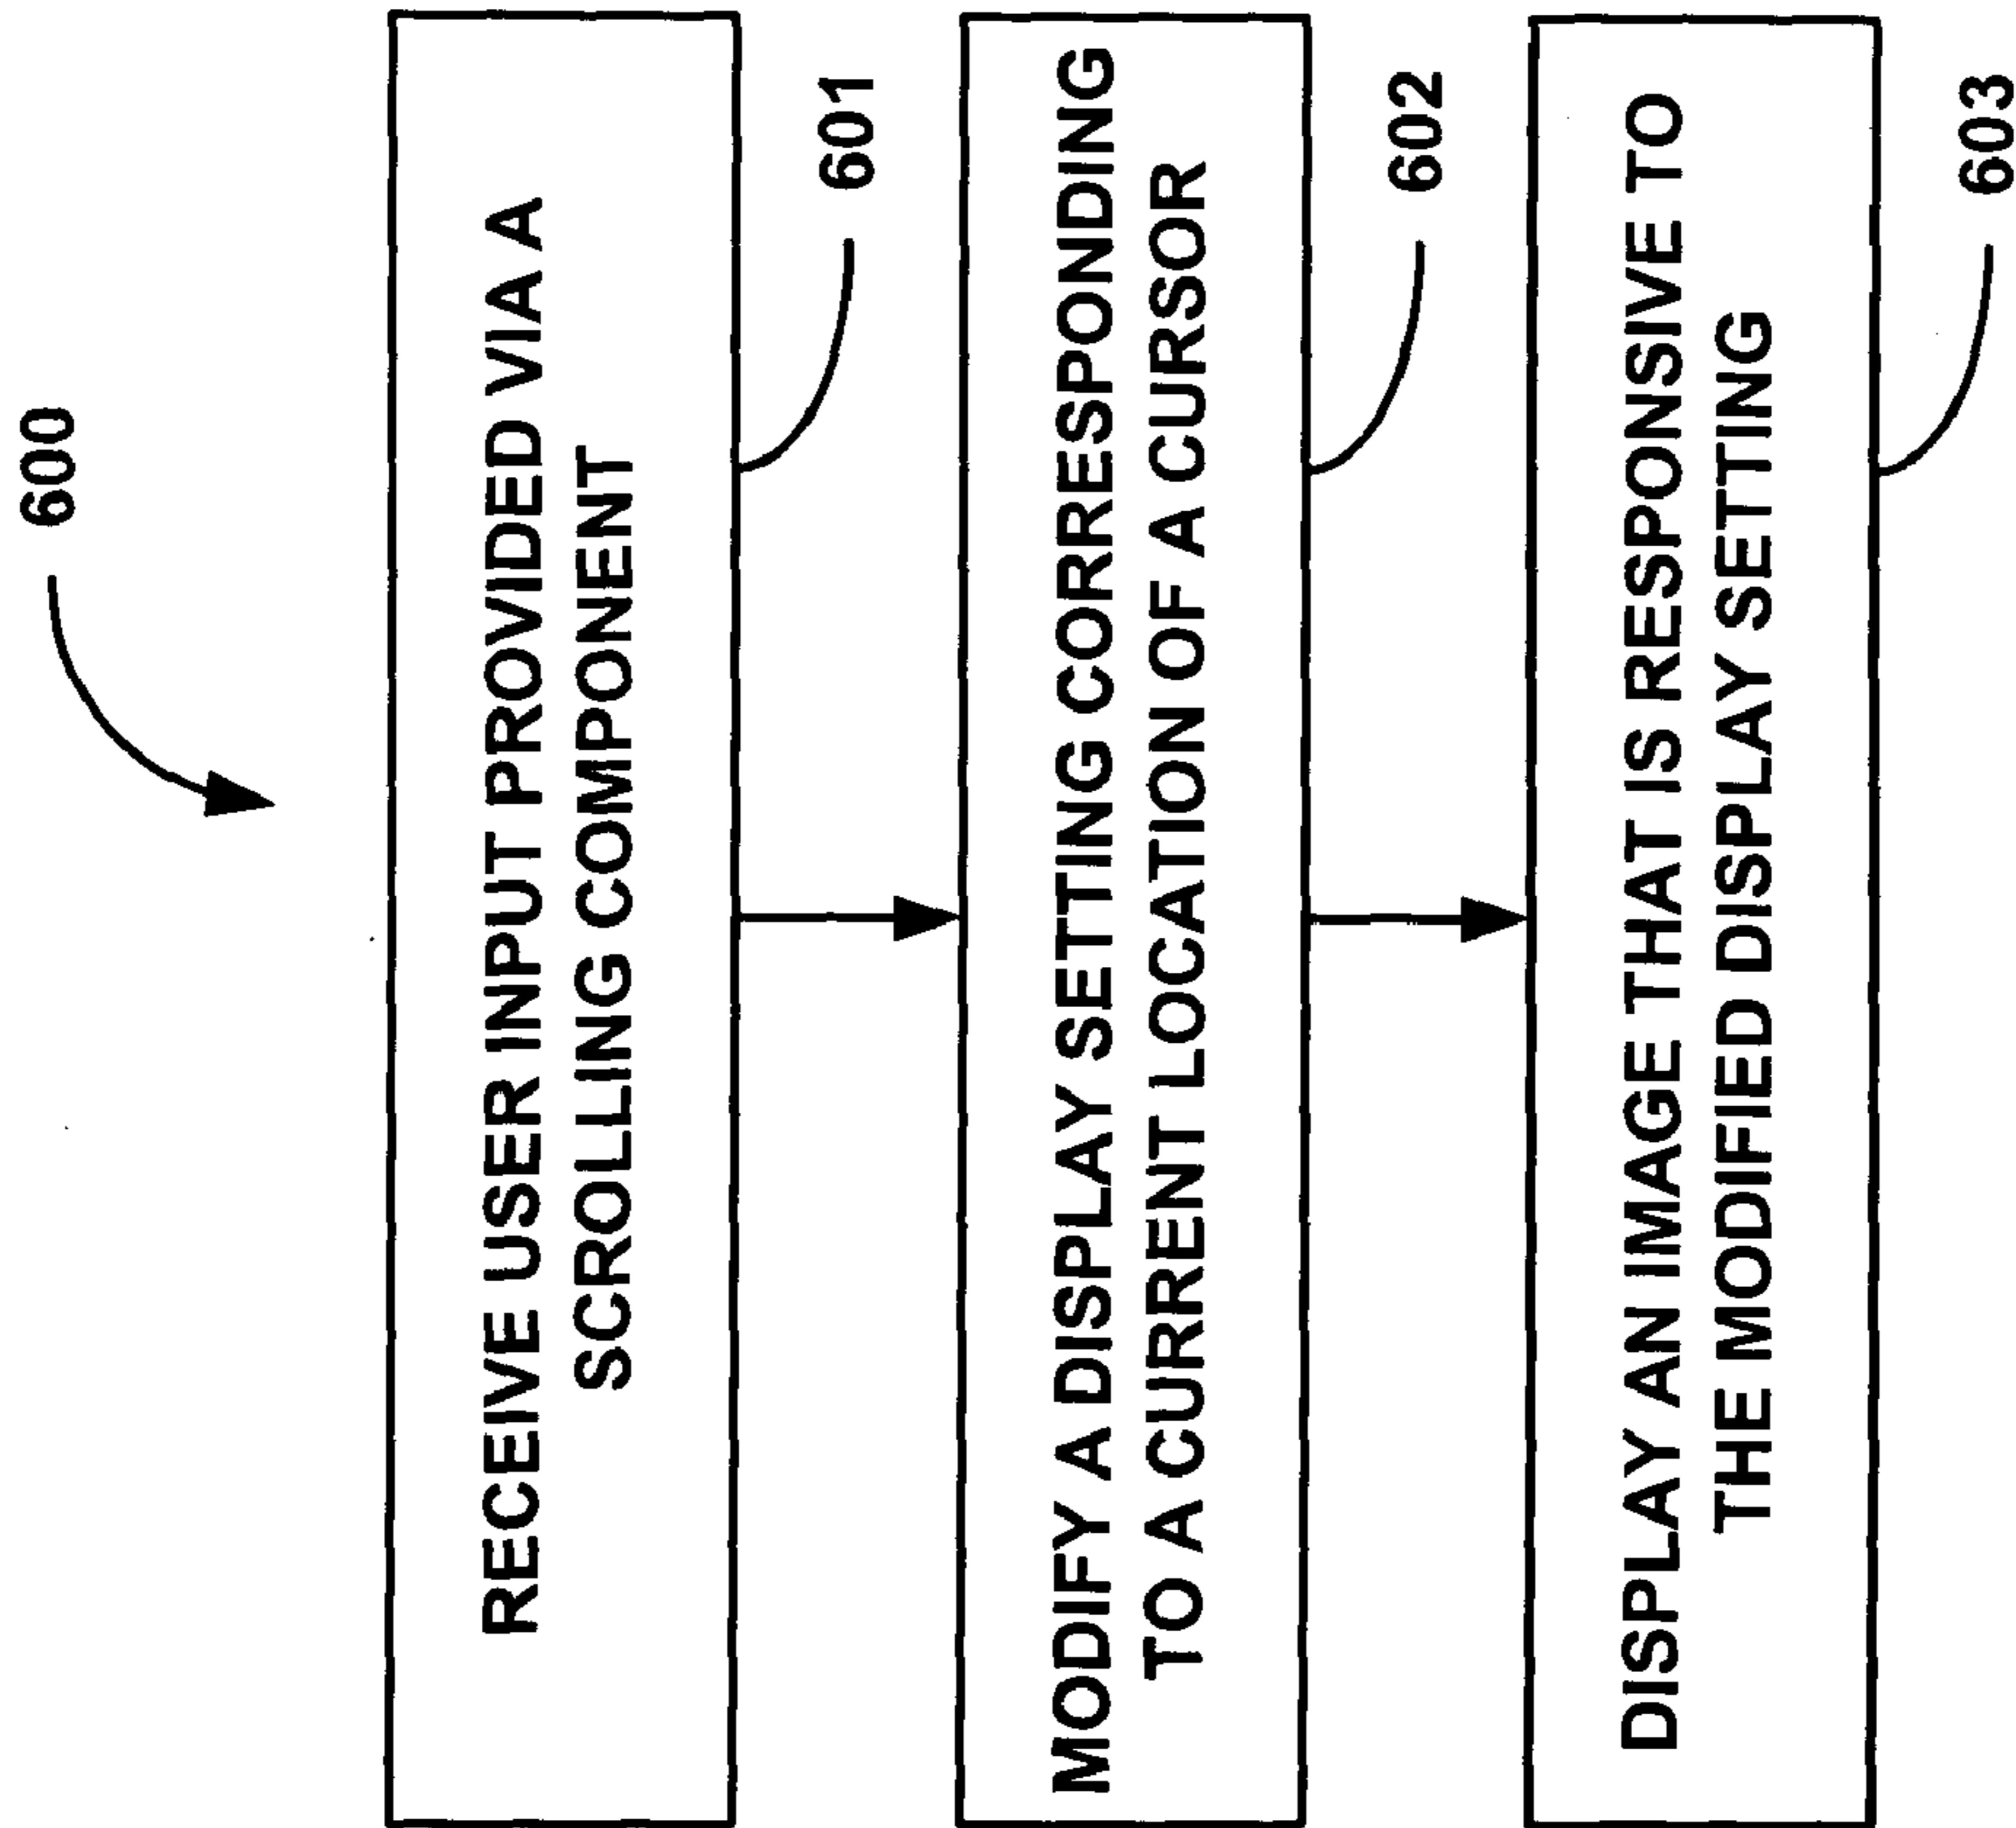 600
RECEIVE USER INPUT PROVIDED VIA A
SCROLLING COMPONENT
601
MODIFY A DISPLAY SETTING CORRESPONDING
TO A CURRENT LOCATION OF A CURSOR
602
DISPLAY AN IMAGE THAT IS RESPONSIVE TO
THE MODIFIED DISPLAY SETTING
603